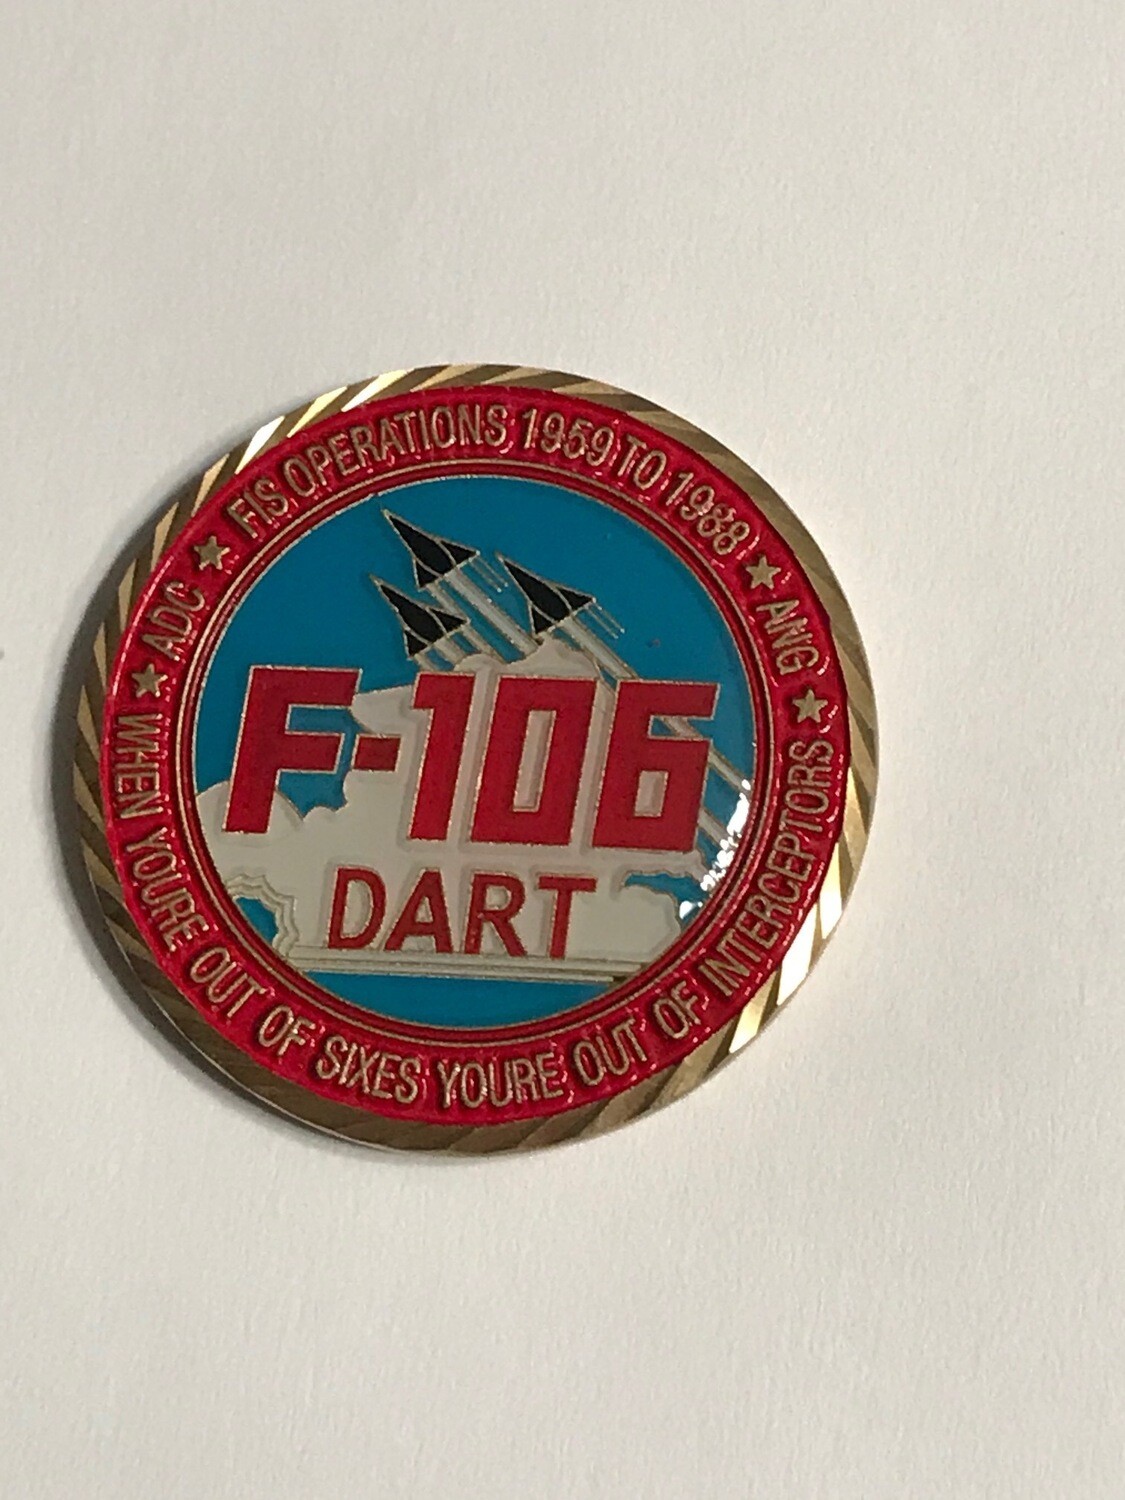 ADC ★ FIS OPERATIONS 1959 TO 1988 ★ ANG
F-106
DART
★ WHEN YOURE OUT OF SIXES YOURE OUT OF INTERCEPTORS ★